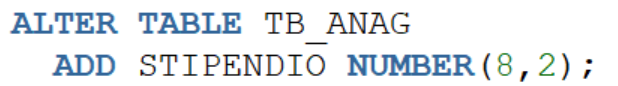 ALTER TABLE TB_ANAG
ADD STIPENDIO NUMBER(8,2);